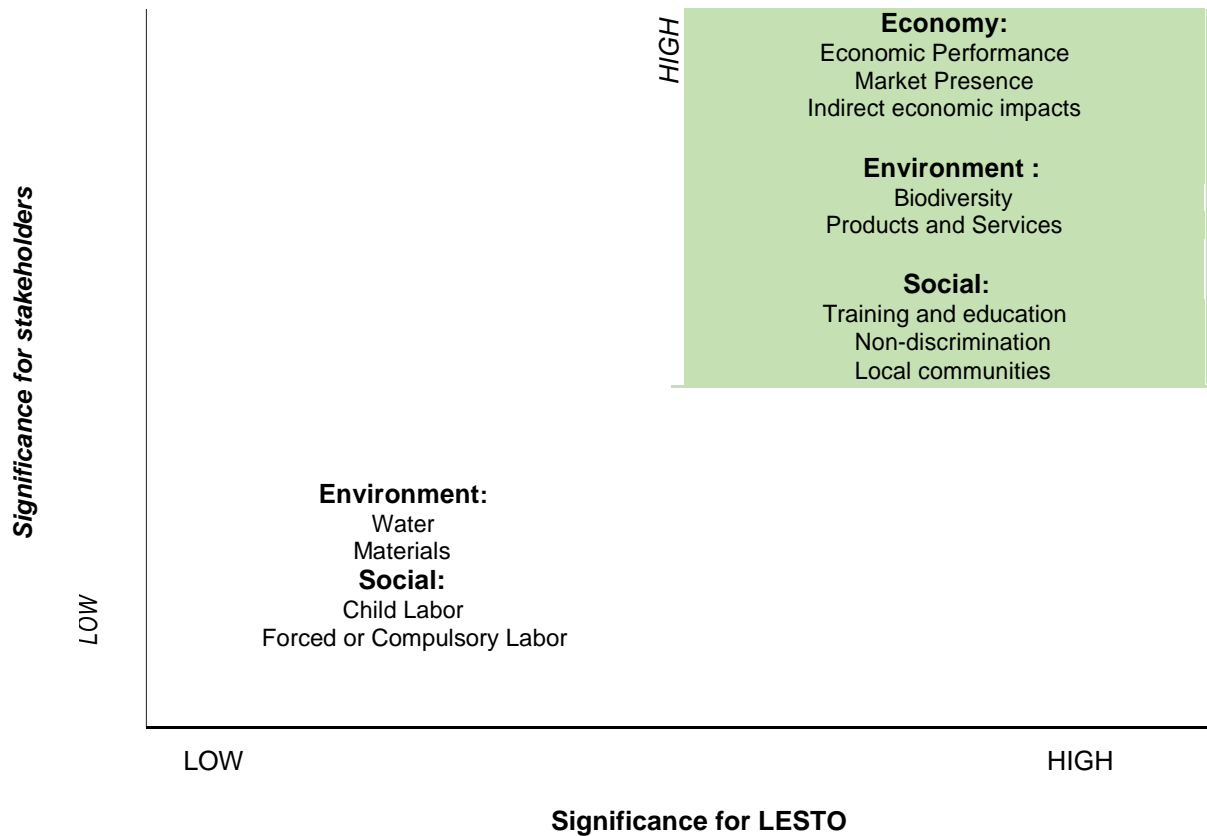 HIGH
Economy:
Economic Performance
Market Presence
Indirect economic impacts
Environment :
Biodiversity
Products and Services
Social:
Training and education
Non-discrimination
Local communities
Significance for stakeholders
Environment:
Water
Materials
Social:
Child Labor
Forced or Compulsory Labor
LOW
LOW
HIGH
Significance for LESTO